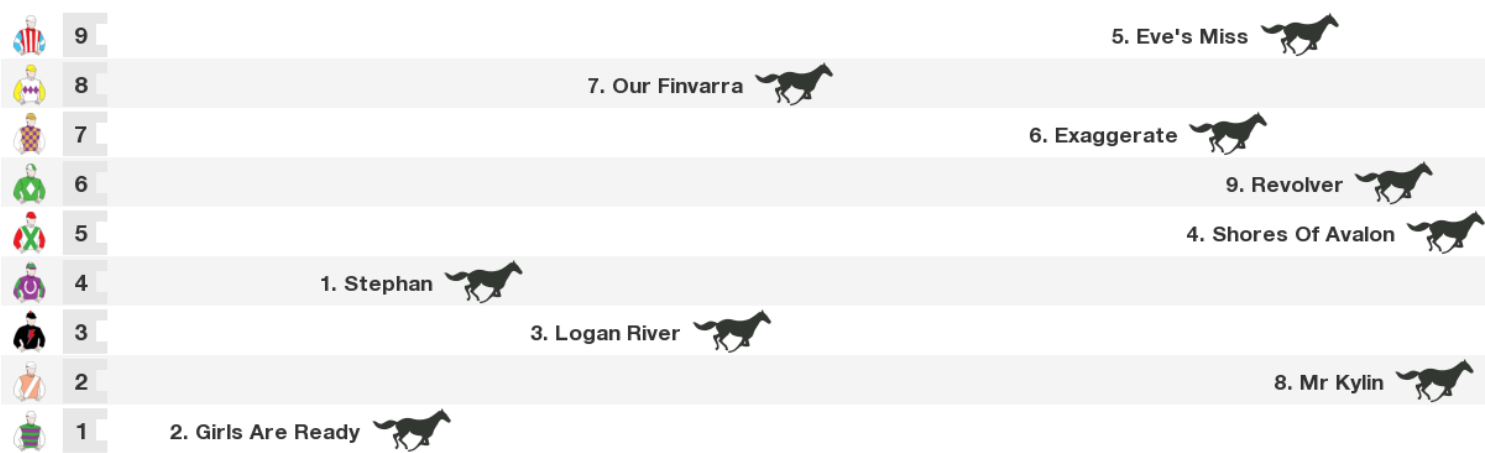 9 5. Eve's Miss
8 7. Our Finvarra
7 6. Exaggerate
6 9. Revolver
5 4. Shores Of Avalon
4 1. Stephan
3 3. Logan River
2 8. Mr Kylin
1 2. Girls Are Ready